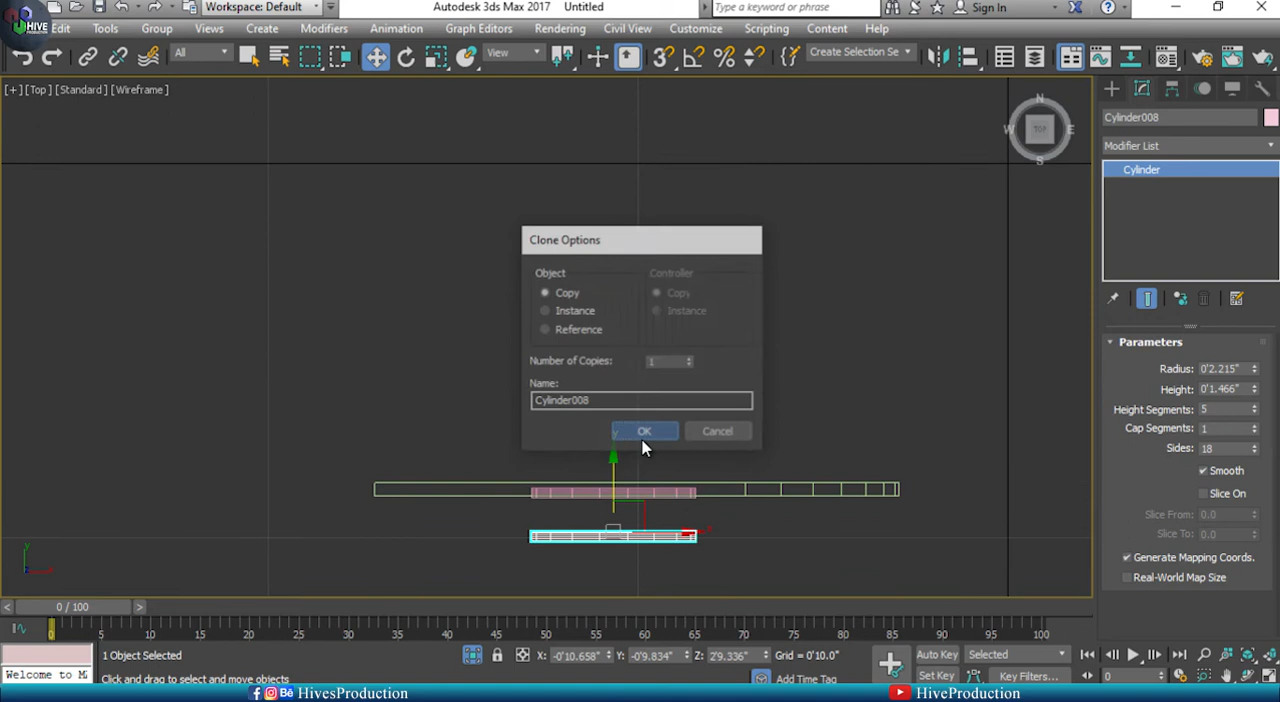 Workspace: Default
Autodesk 3ds Max 2017
Untitled
Type a keyword or phrase
Sign In
HIVE
Edit
Tools
Group
Views
Create
Modifiers
Animation
Graph Editors
Rendering
Civil View
Customize
Scripting
Content
Help
All
View
Create Selection Se
[+] [Top] [Standard] [Wireframe]
N
W
TOP
E
S
Cylinder008
Modifier List
Cylinder
Clone Options
Object
Controller
Copy
Copy
Instance
Instance
Reference
Number of Copies:
1
Name:
Cylinder008
OK
Cancel
Parameters
Radius: 0'2.215"
Height: 0'1.466"
Height Segments: 5
Cap Segments: 1
Sides: 18
Smooth
Slice On
Slice From: 0.0
Slice To: 0.0
Generate Mapping Coords.
Real-World Map Size
0 / 100
0 5 10 15 20 25 30 35 40 45 50 55 60 65 70 75 80 85 90 95 100
1 Object Selected
X: -0'10.658"
Y: -0'9.834"
Z: 2'9.336"
Grid = 0'10.0"
Auto Key
Selected
Welcome to M
Click and drag to select and move objects
Add Time Tag
Set Key
Key Filters...
0
HivesProduction
HiveProduction